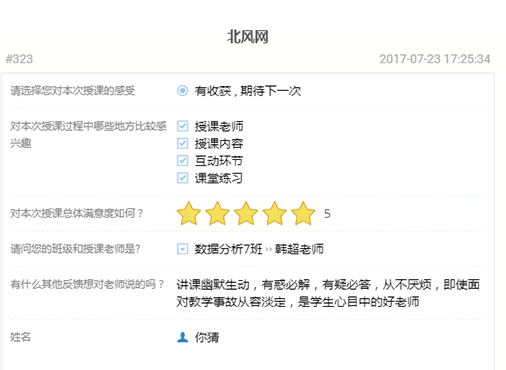 北风网
#323 2017-07-23 17:25:34
请选择您对本次授课的感受 有收获,期待下一次
对本次授课过程中哪些地方比较感
兴趣
授课老师
授课内容
互动环节
课堂练习
对本次授课总体满意度如何? 5
请问您的班级和授课老师是? 数据分析7班 ›› 韩超老师
有什么其他反馈想对老师说的吗?
讲课幽默生动,有惑必解,有疑必答,从不厌烦,即使面
对教学事故从容淡定,是学生心目中的好老师
姓名 你猜